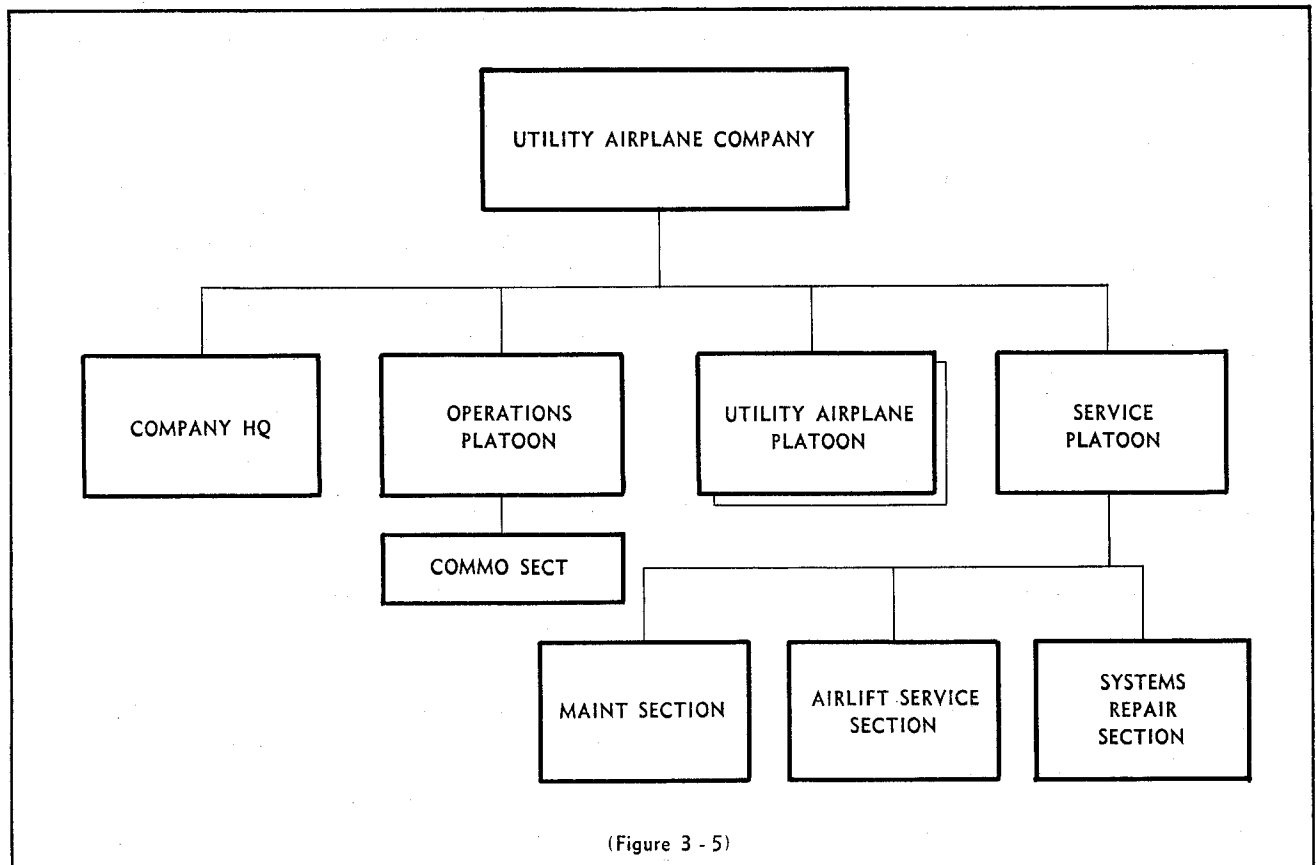 UTILITY AIRPLANE COMPANY
COMPANY HQ
OPERATIONS
PLATOON
UTILITY AIRPLANE
PLATOON
SERVICE
PLATOON
COMMO SECT
MAINT SECTION
AIRLIFT SERVICE
SECTION
SYSTEMS
REPAIR
SECTION
(Figure 3 - 5)